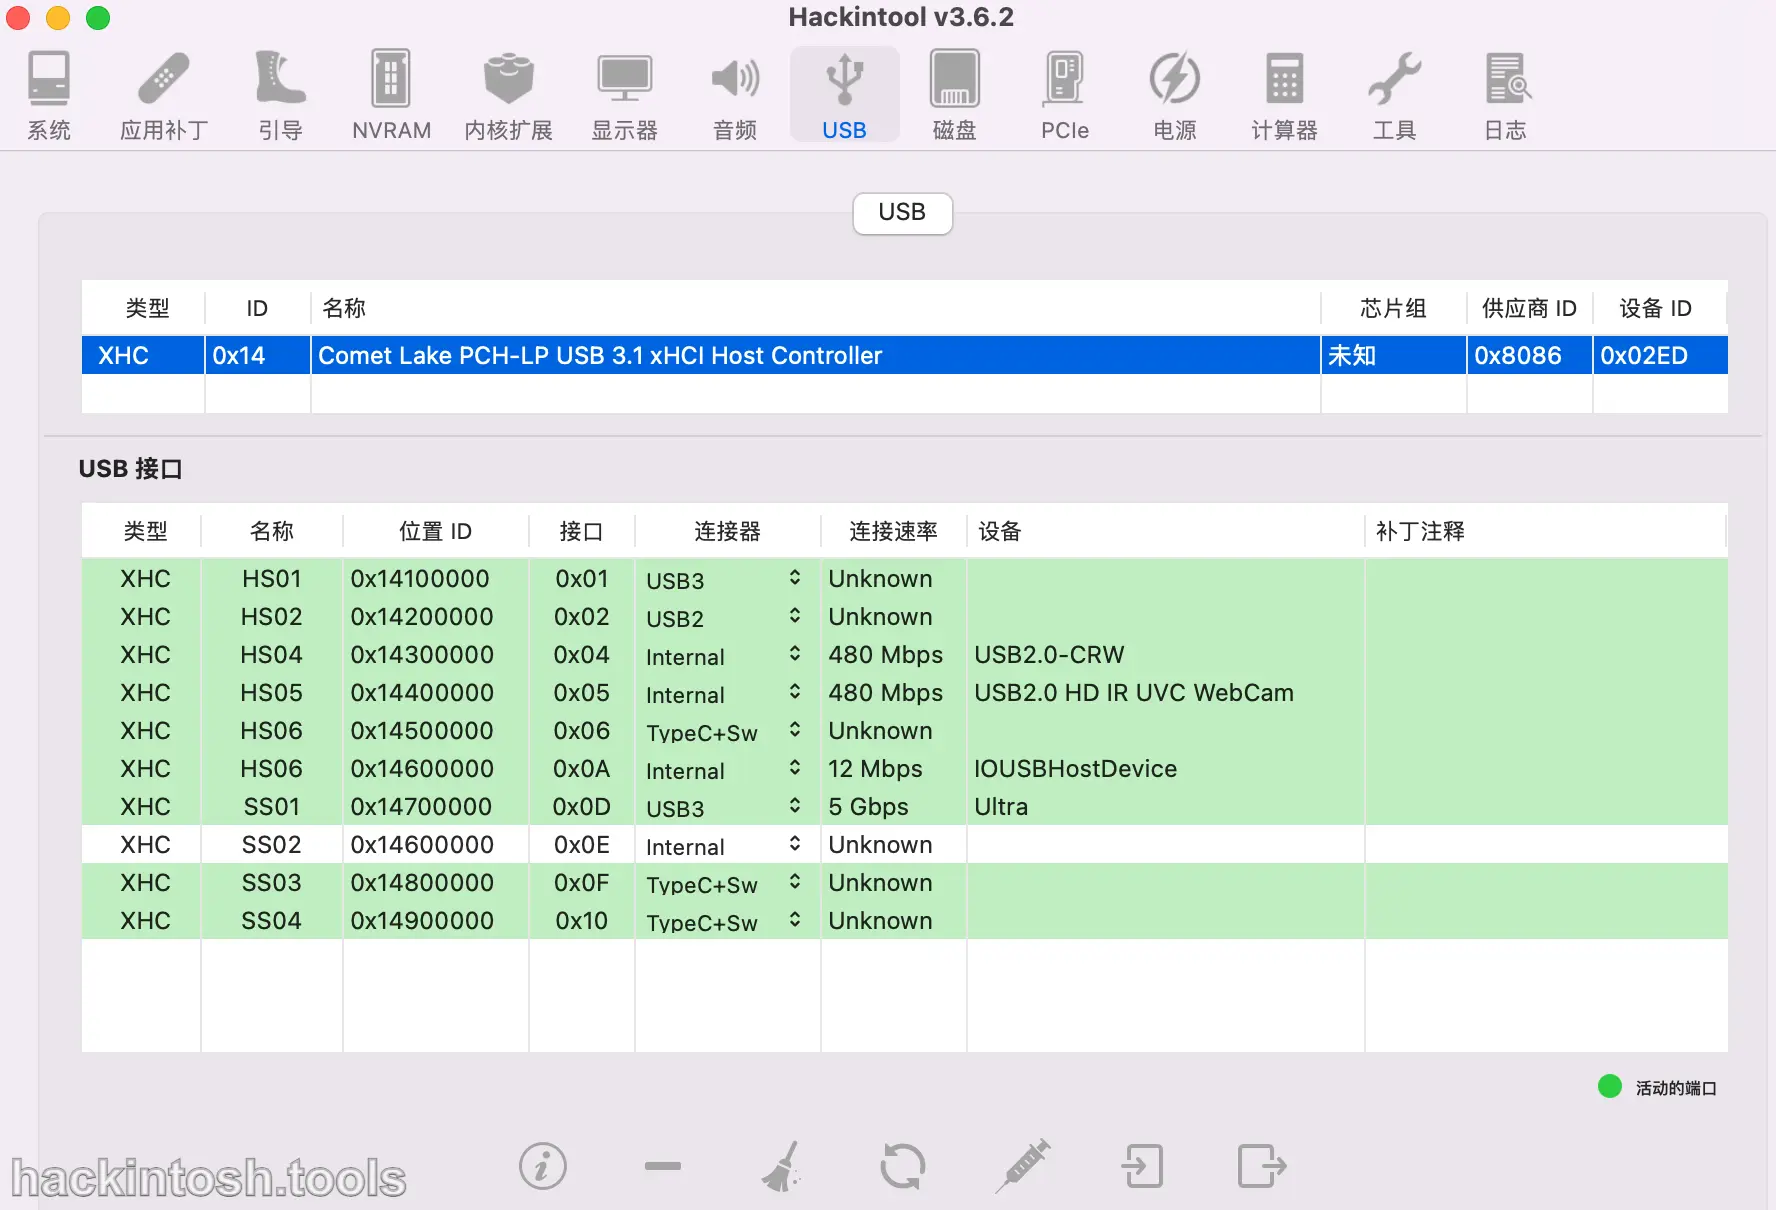 Hackintool v3.6.2
系统 应用补丁 引导 NVRAM 内核扩展 显示器 音频 USB 磁盘 PCIe 电源 计算器 工具 日志
USB
类型 ID 名称 芯片组 供应商 ID 设备 ID
XHC 0x14 Comet Lake PCH-LP USB 3.1 xHCI Host Controller 未知 0x8086 0x02ED
USB 接口
类型 名称 位置 ID 接口 连接器 连接速率 设备 补丁注释
XHC HS01 0x14100000 0x01 USB3 Unknown
XHC HS02 0x14200000 0x02 USB2 Unknown
XHC HS04 0x14300000 0x04 Internal 480 Mbps USB2.0-CRW
XHC HS05 0x14400000 0x05 Internal 480 Mbps USB2.0 HD IR UVC WebCam
XHC HS06 0x14500000 0x06 TypeC+Sw Unknown
XHC HS06 0x14600000 0x0A Internal 12 Mbps IOUSBHostDevice
XHC SS01 0x14700000 0x0D USB3 5 Gbps Ultra
XHC SS02 0x14600000 0x0E Internal Unknown
XHC SS03 0x14800000 0x0F TypeC+Sw Unknown
XHC SS04 0x14900000 0x10 TypeC+Sw Unknown
活动的端口
hackintosh.tools